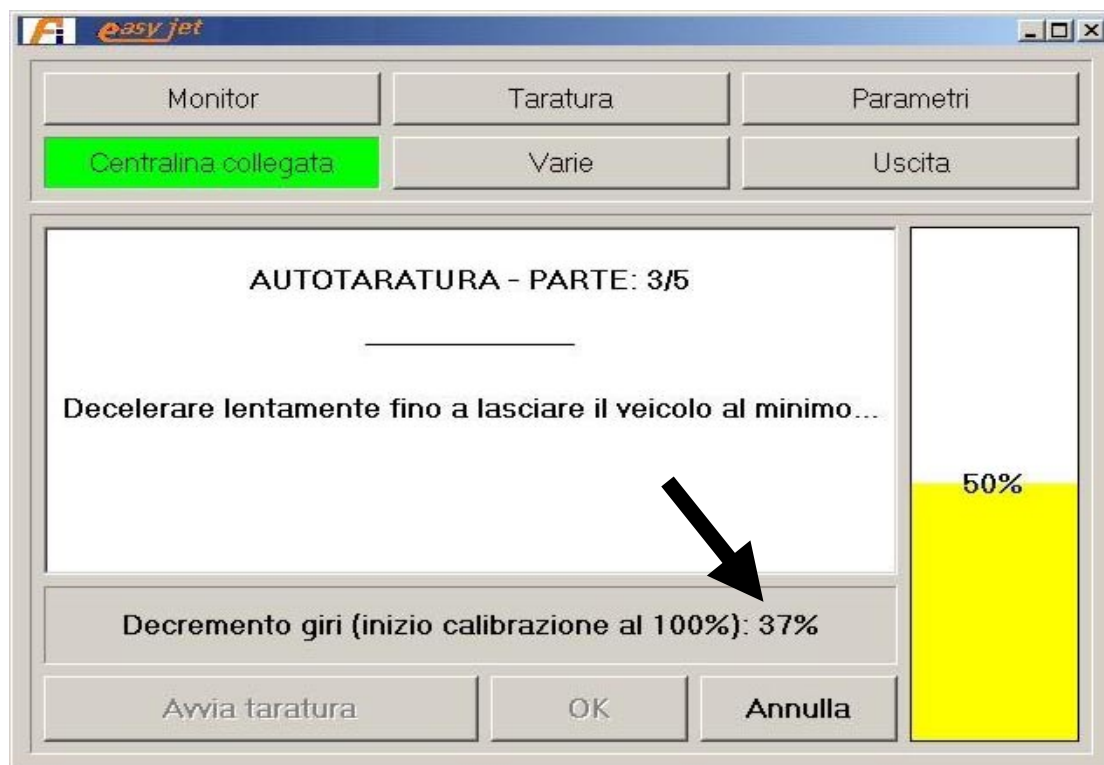 easy jet
Monitor Taratura Parametri
Centralina collegata Varie Uscita
AUTOTARATURA - PARTE: 3/5
Decelerare lentamente fino a lasciare il veicolo al minimo...
50%
Decremento giri (inizio calibrazione al 100%): 37%
Avvia taratura OK Annulla